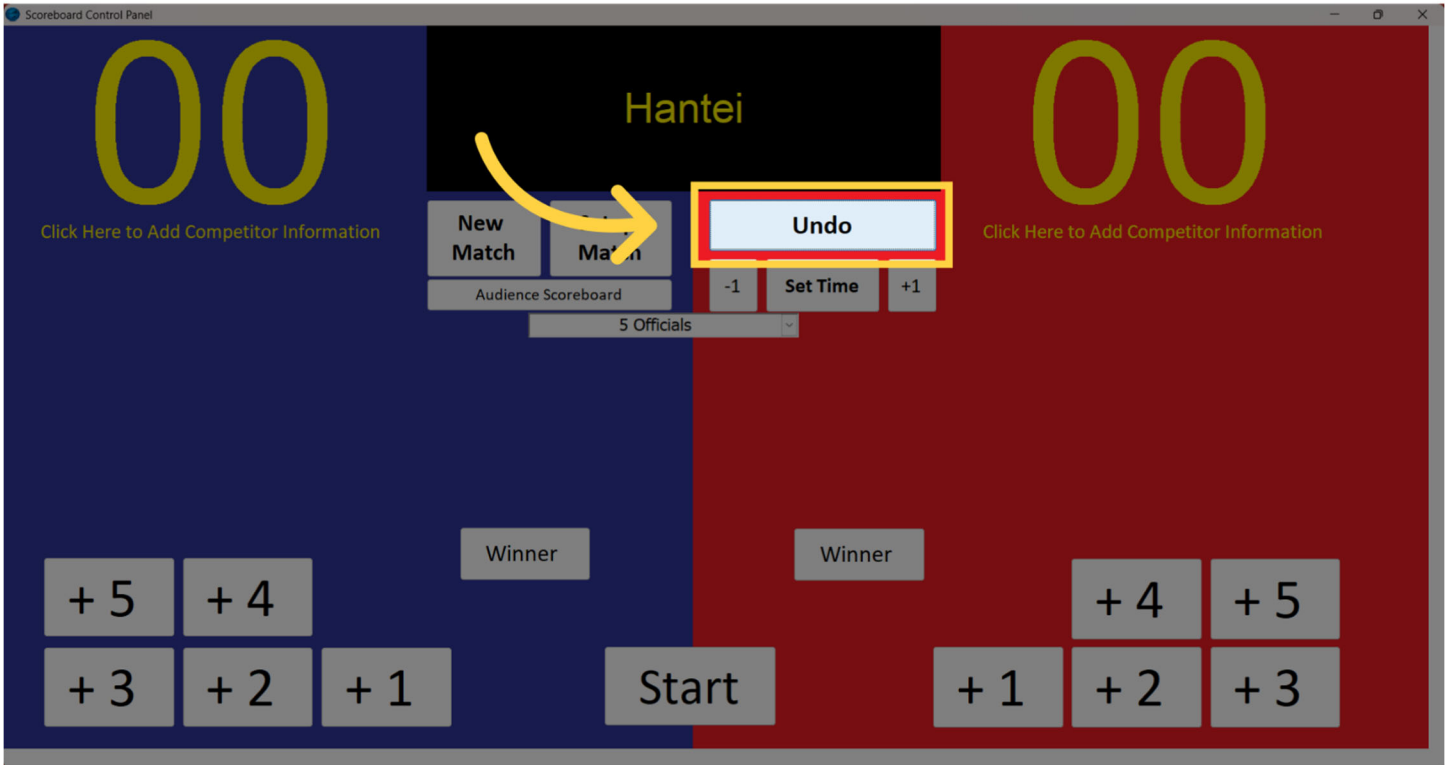 Scoreboard Control Panel
00
Hantei
00
Click Here to Add Competitor Information
New
Match
Match
Undo
Click Here to Add Competitor Information
Audience Scoreboard
-1
Set Time
+1
5 Officials
Winner
Winner
+ 5
+ 4
+ 4
+ 5
+ 3
+ 2
+ 1
Start
+ 1
+ 2
+ 3